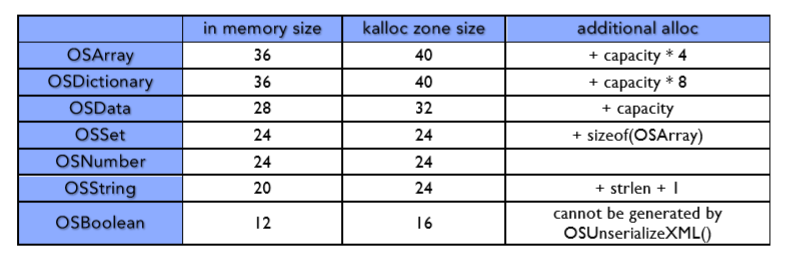 in memory size kalloc zone size additional alloc
OSArray 36 40 + capacity * 4
OSDictionary 36 40 + capacity * 8
OSData 28 32 + capacity
OSSet 24 24 + sizeof(OSArray)
OSNumber 24 24
OSString 20 24 + strlen + 1
OSBoolean 12 16 cannot be generated by
OSUnserializeXML()